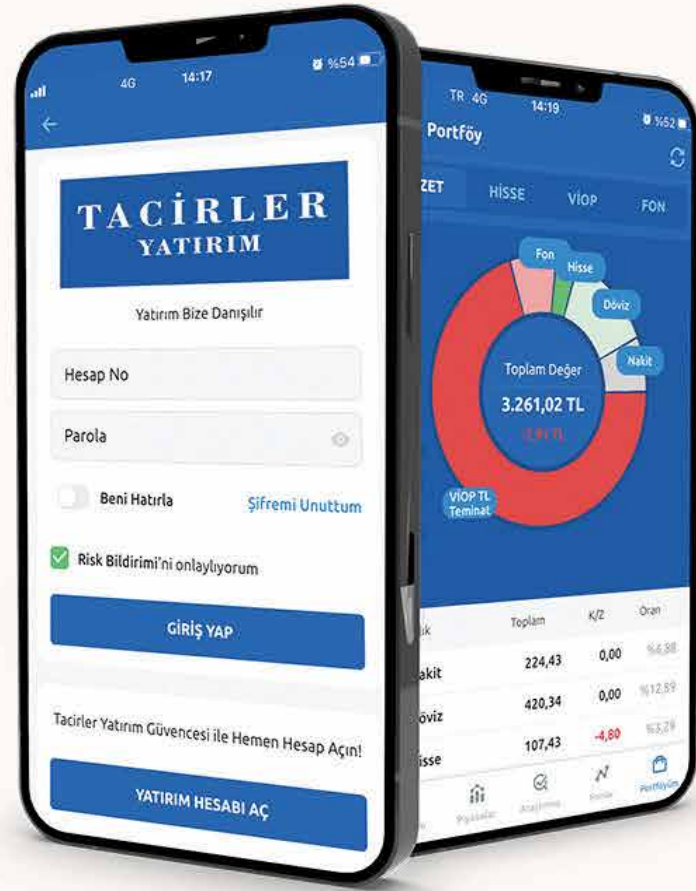 4G 14:17 %54
TACİRLER
YATIRIM
Yatırım Bize Danışılır
Hesap No
Parola
Beni Hatırla Şifremi Unuttum
Risk Bildirimi'ni onaylıyorum
GİRİŞ YAP
Tacirler Yatırım Güvencesi ile Hemen Hesap Açın!
YATIRIM HESABI AÇ
TR 4G 14:19 %52
Portföy
ZET HİSSE VİOP FON
Fon
Hisse
Döviz
Nakit
Toplam Değer
3.261,02 TL
VİOP TL
Teminat
Toplam K/Z Oran
akit 224,43 0,00 %6,88
öviz 420,34 0,00 %12,89
isse 107,43 -4,80 %3,29
Piyasalar Araştırma Portföyüm